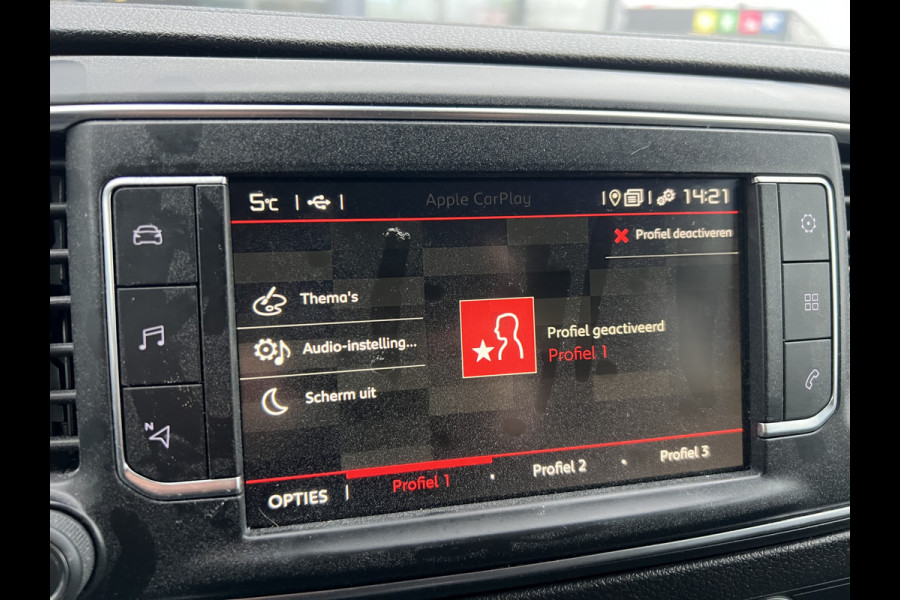 5°C
Apple CarPlay
14:21
Profiel deactiveren
Thema's
Audio-instelling...
Scherm uit
Profiel geactiveerd
Profiel 1
OPTIES
Profiel 1
Profiel 2
Profiel 3
N